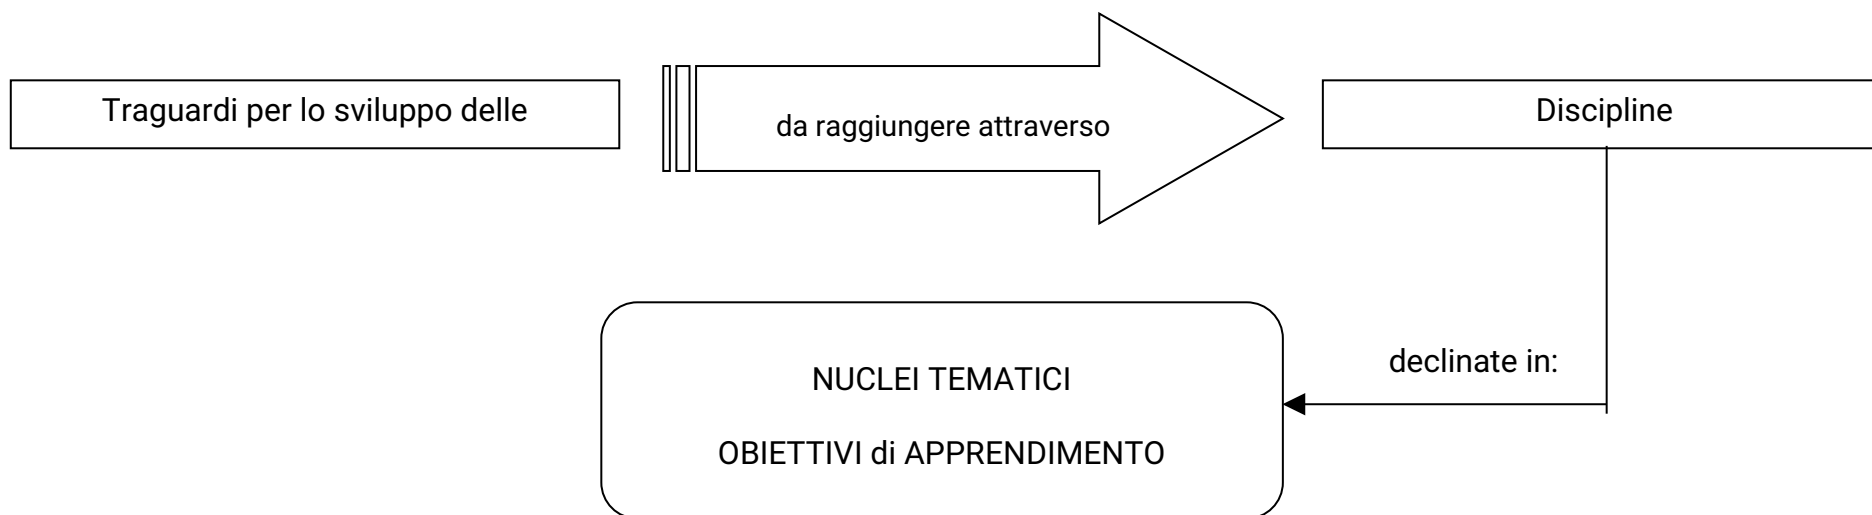 Traguardi per lo sviluppo delle
da raggiungere attraverso
Discipline
declinate in:
NUCLEI TEMATICI
OBIETTIVI di APPRENDIMENTO